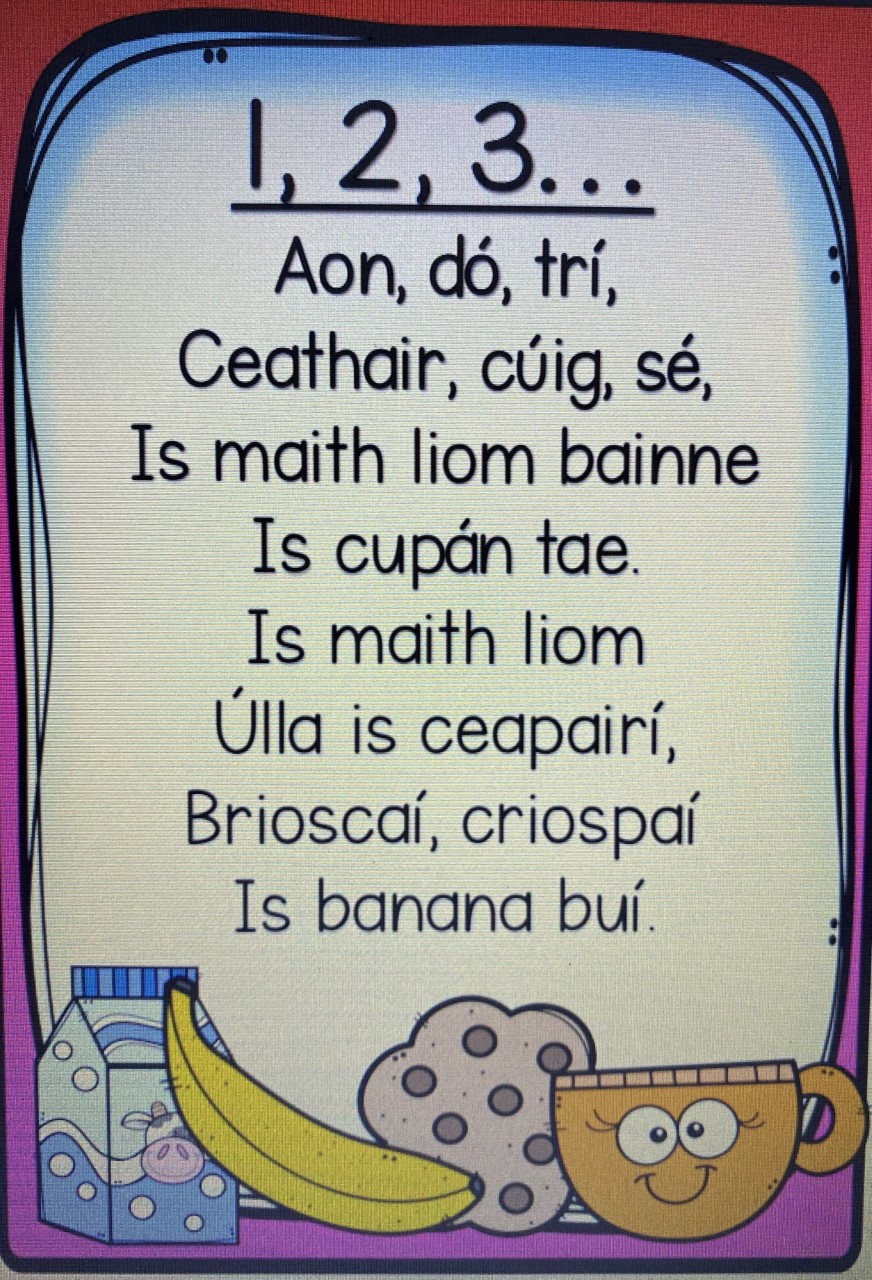 1, 2, 3...
Aon, dó, trí,
Ceathair, cúig, sé,
Is maith liom bainne
Is cupán tae.
Is maith liom
Úlla is ceapairí,
Brioscaí, criospaí
Is banana buí.